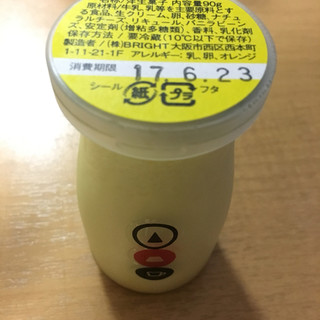 名称/洋生菓子 内容量90g
原材料/牛乳、乳等を主要原料とす
る食品、生クリーム、卵、砂糖、ナチュ
ラルチーズ、リキュール、バニラビーン
ズ、安定剤(増粘多糖類)、香料、乳化剤
保存方法/要冷蔵(10℃以下で保存)
製造者/(株)BRIGHT 大阪市西区西本町
1-11-21-1F アレルギー:乳、卵、オレンジ
消費期限 17.6.23
シール 紙 プラ フタ